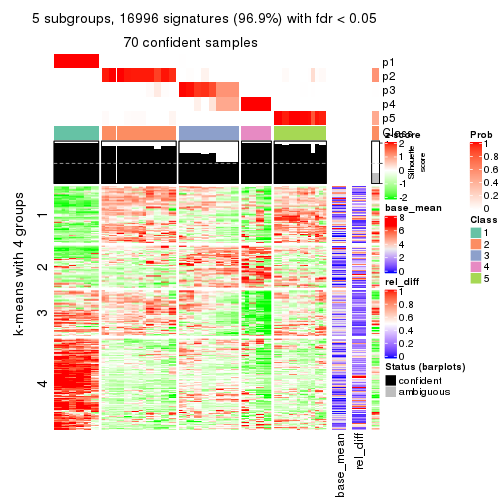 5 subgroups, 16996 signatures (96.9%) with fdr < 0.05
70 confident samples
p1
p2
p3
p4
p5
Class
k-means with 4 groups
1
2
3
4
base_mean
rel_diff
Silhouette
score
z-score
2
1
0
-1
-2
base_mean
8
6
4
2
0
rel_diff
1
0.8
0.6
0.4
0.2
0
Status (barplots)
confident
ambiguous
Prob
1
0.8
0.6
0.4
0.2
0
Class
1
2
3
4
5